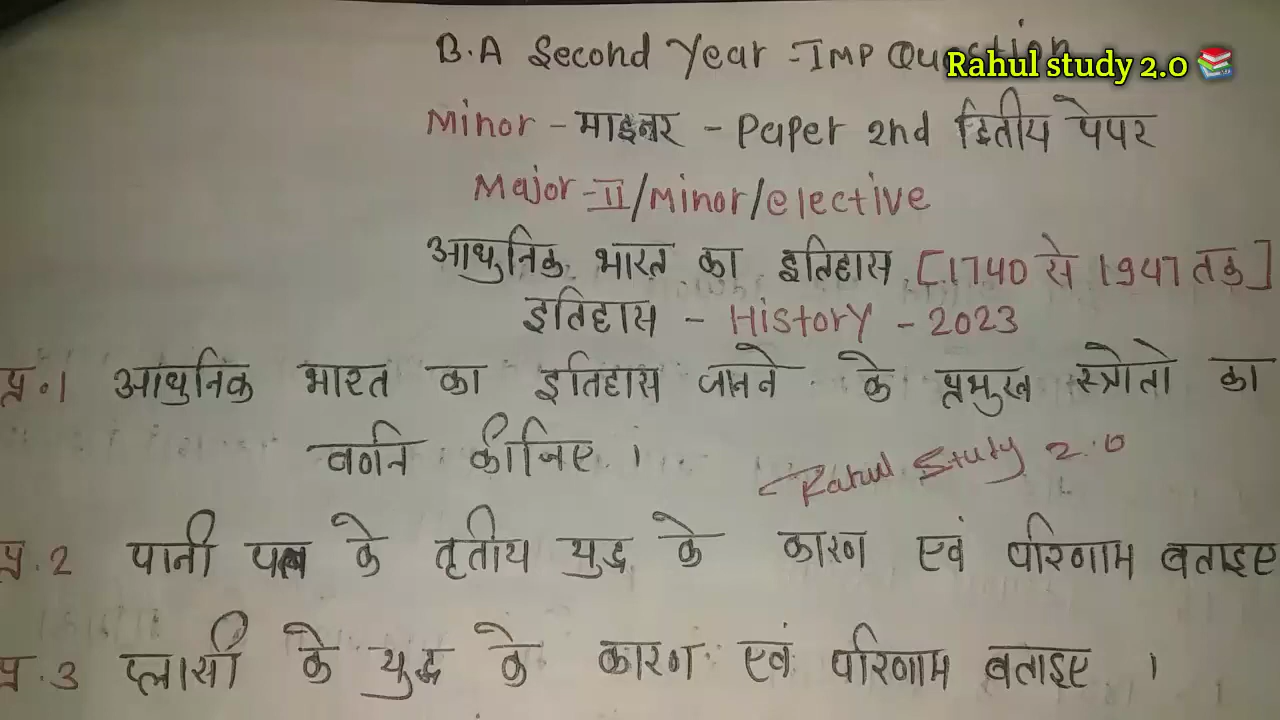 B.A Second Year - IMP Question
Rahul study 2.0
Minor - माइनर - Paper 2nd द्वितीय पेपर
Major - II/Minor/elective
आधुनिक भारत का इतिहास [1740 से 1947 तक]
इतिहास - History - 2023
प्र.1 आधुनिक भारत का इतिहास जानने के प्रमुख स्त्रोतो का
वर्णन कीजिए ।
Rahul Study 2.0
प्र.2 पानी पत के तृतीय युद्ध के कारण एवं परिणाम बताइए
प्र.3 प्लासी के युद्ध के कारण एवं परिणाम बताइए ।